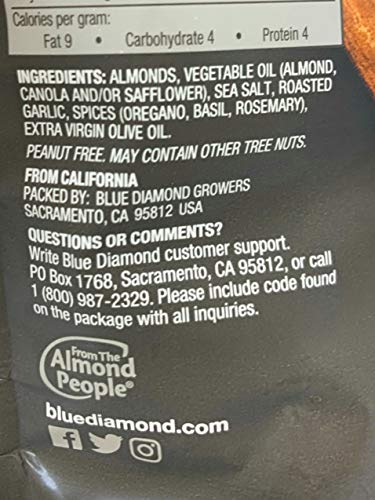 Calories per gram:
Fat 9 • Carbohydrate 4 • Protein 4
INGREDIENTS: ALMONDS, VEGETABLE OIL (ALMOND,
CANOLA AND/OR SAFFLOWER), SEA SALT, ROASTED
GARLIC, SPICES (OREGANO, BASIL, ROSEMARY),
EXTRA VIRGIN OLIVE OIL.
PEANUT FREE. MAY CONTAIN OTHER TREE NUTS.
FROM CALIFORNIA
PACKED BY: BLUE DIAMOND GROWERS
SACRAMENTO, CA 95812 USA
QUESTIONS OR COMMENTS?
Write Blue Diamond customer support.
PO Box 1768, Sacramento, CA 95812, or call
1 (800) 987-2329. Please include code found
on the package with all inquiries.
From The
Almond
People®
bluediamond.com